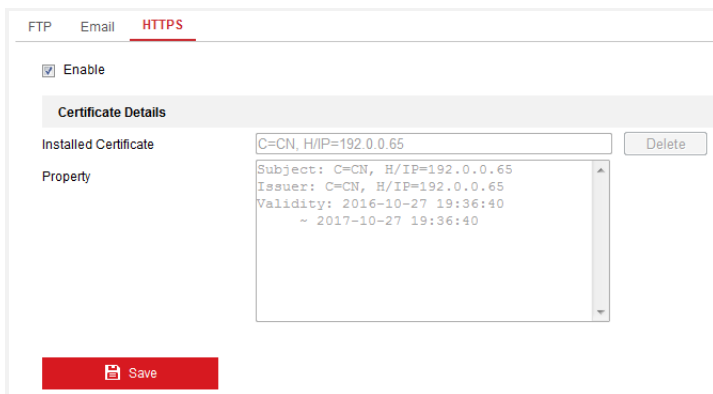 FTP Email HTTPS
Enable
Certificate Details
Installed Certificate C=CN, H/IP=192.0.0.65 Delete
Property
Subject: C=CN, H/IP=192.0.0.65
Issuer: C=CN, H/IP=192.0.0.65
Validity: 2016-10-27 19:36:40
~ 2017-10-27 19:36:40
Save